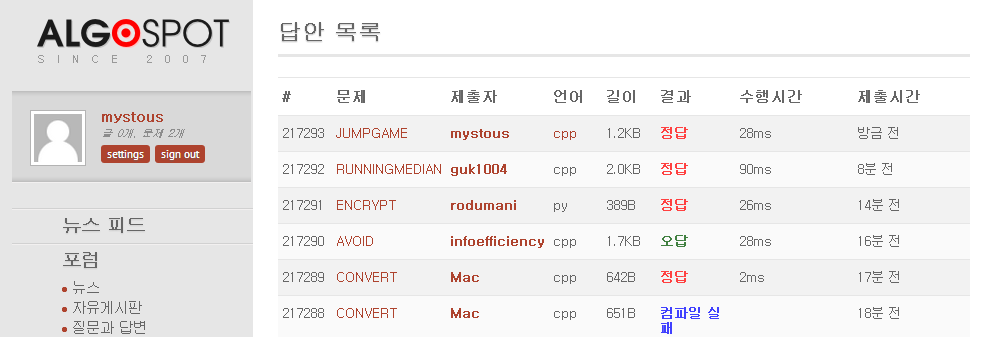 ALGOSPOT
SINCE 2007
mystous
글 0개, 문제 2개
settings sign out
뉴스 피드
포럼
뉴스
자유게시판
질문과 답변
답안 목록
# 문제 제출자 언어 길이 결과 수행시간 제출시간
217293 JUMPGAME mystous cpp 1.2KB 정답 28ms 방금 전
217292 RUNNINGMEDIAN guk1004 cpp 2.0KB 정답 90ms 8분 전
217291 ENCRYPT rodumani py 389B 정답 26ms 14분 전
217290 AVOID infoefficiency cpp 1.7KB 오답 28ms 16분 전
217289 CONVERT Mac cpp 642B 정답 2ms 17분 전
217288 CONVERT Mac cpp 651B 컴파일 실 18분 전
패